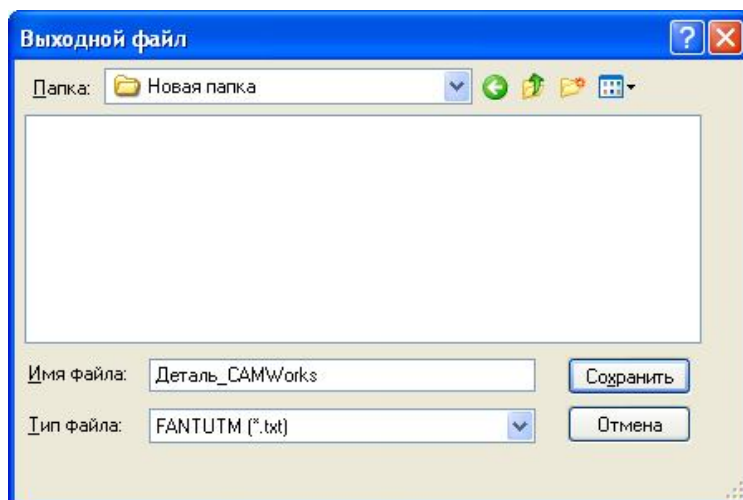 Выходной файл
Папка: Новая папка
Имя файла: Деталь_CAMWorks Сохранить
Тип файла: FANTUTM (*.txt) Отмена